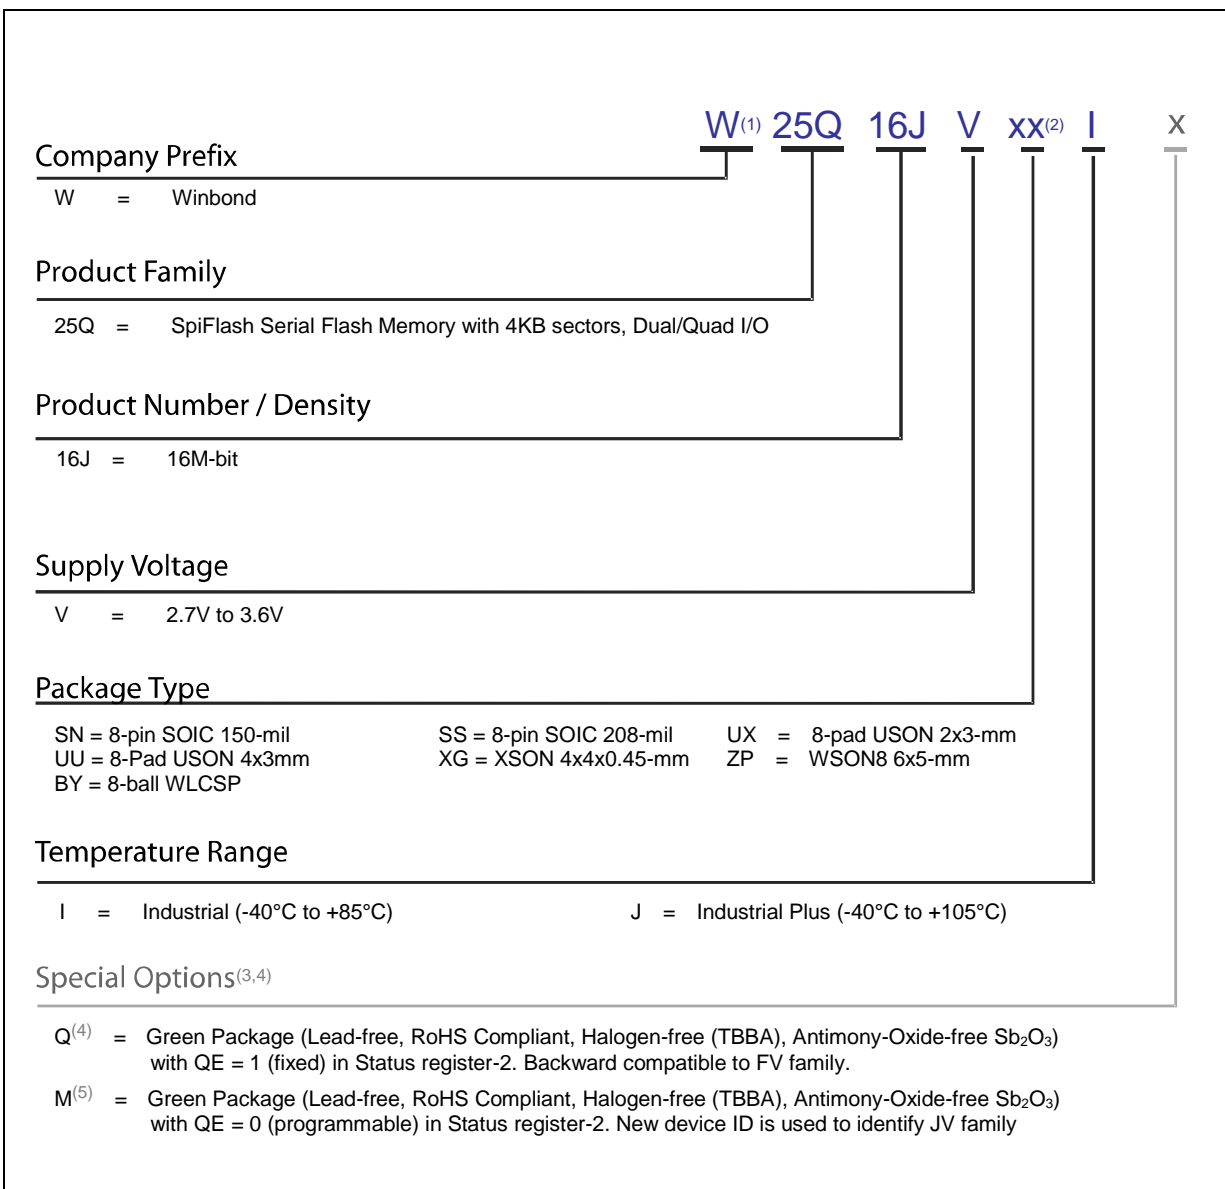 W(1) 25Q 16J V xx(2) I x
Company Prefix
W = Winbond
Product Family
25Q = SpiFlash Serial Flash Memory with 4KB sectors, Dual/Quad I/O
Product Number / Density
16J = 16M-bit
Supply Voltage
V = 2.7V to 3.6V
Package Type
SN = 8-pin SOIC 150-mil SS = 8-pin SOIC 208-mil UX = 8-pad USON 2x3-mm
UU = 8-Pad USON 4x3mm XG = XSON 4x4x0.45-mm ZP = WSON8 6x5-mm
BY = 8-ball WLCSP
Temperature Range
I = Industrial (-40°C to +85°C) J = Industrial Plus (-40°C to +105°C)
Special Options(3,4)
Q(4) = Green Package (Lead-free, RoHS Compliant, Halogen-free (TBBA), Antimony-Oxide-free Sb₂O₃)
with QE = 1 (fixed) in Status register-2. Backward compatible to FV family.
M(5) = Green Package (Lead-free, RoHS Compliant, Halogen-free (TBBA), Antimony-Oxide-free Sb₂O₃)
with QE = 0 (programmable) in Status register-2. New device ID is used to identify JV family